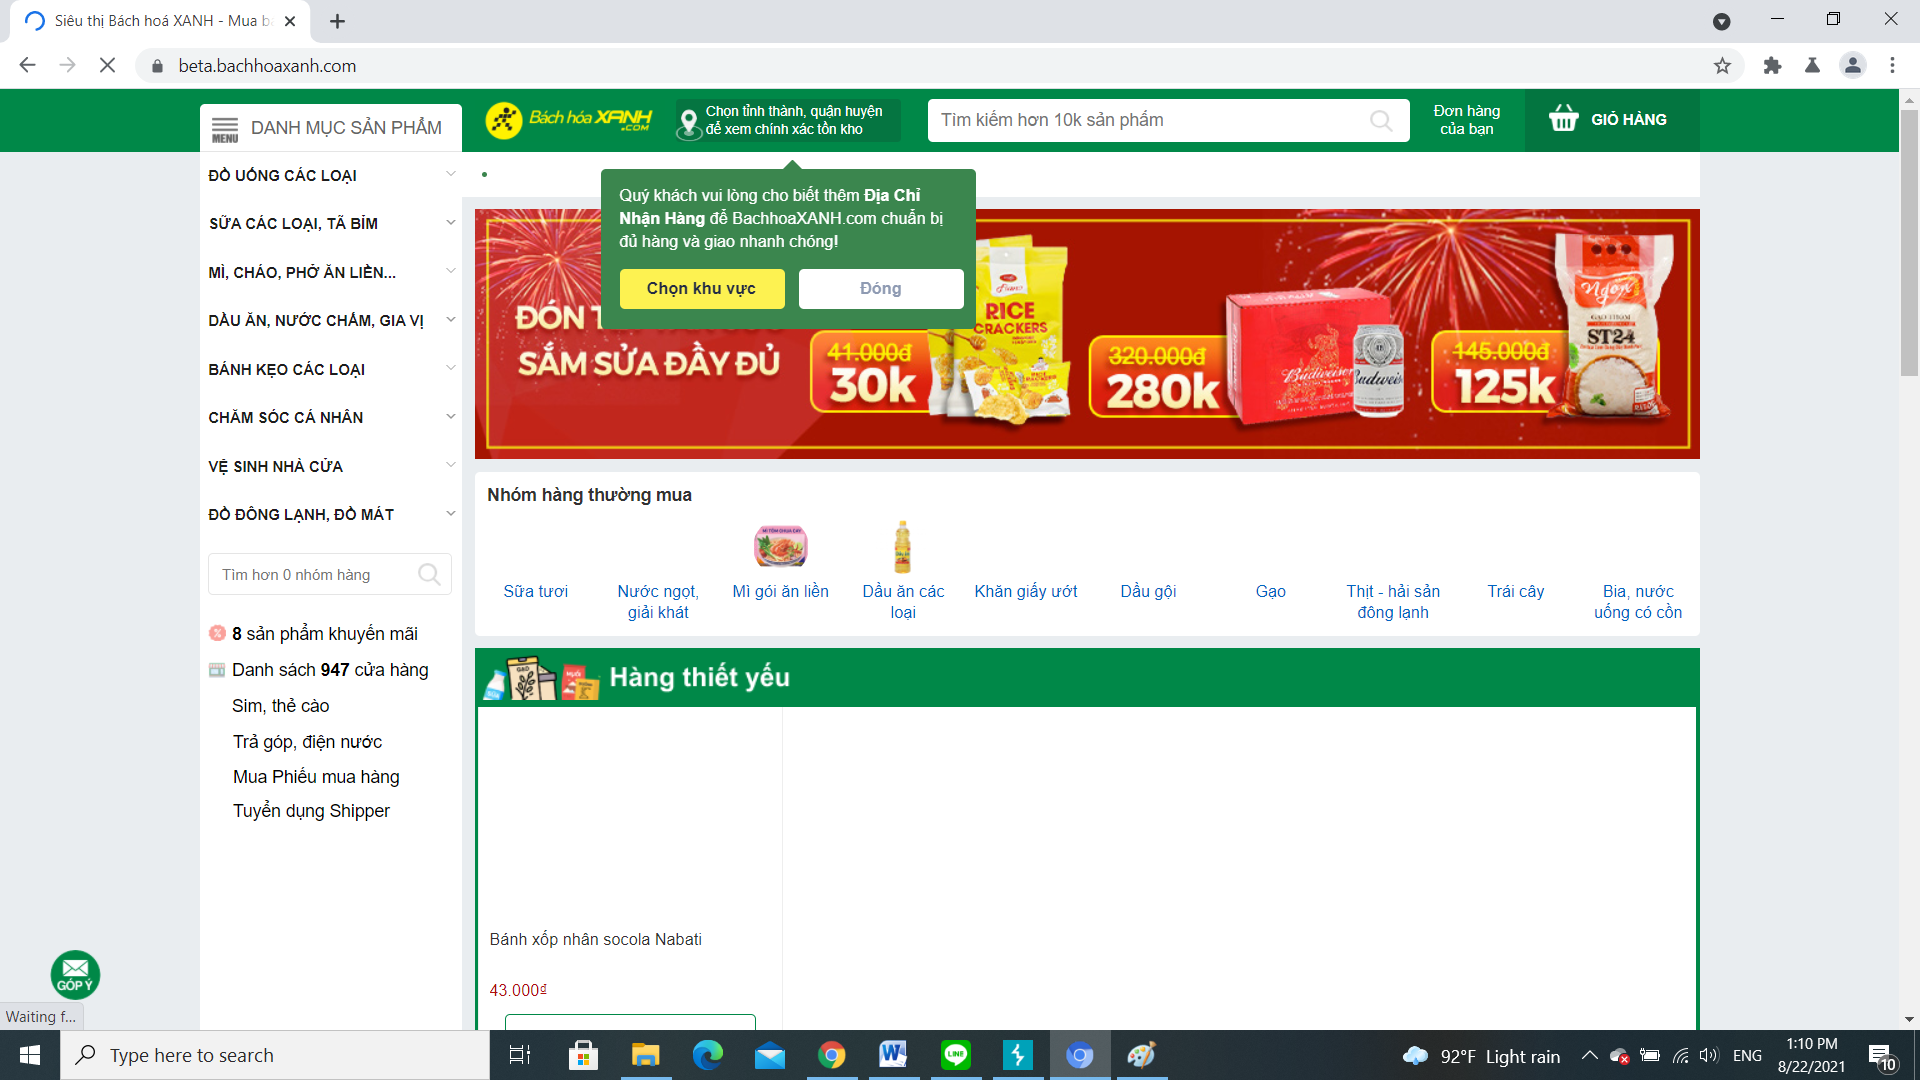 Siêu thị Bách hoá XANH - Mua b
beta.bachhoaxanh.com
MENU
DANH MỤC SẢN PHẨM
Bách hóa XANH
.COM
Chọn tỉnh thành, quận huyện
để xem chính xác tồn kho
Tìm kiếm hơn 10k sản phẩm
Đơn hàng
của bạn
GIỎ HÀNG
ĐỒ UỐNG CÁC LOẠI
SỮA CÁC LOẠI, TÃ BỈM
MÌ, CHÁO, PHỞ ĂN LIỀN...
DẦU ĂN, NƯỚC CHẤM, GIA VỊ
BÁNH KẸO CÁC LOẠI
CHĂM SÓC CÁ NHÂN
VỆ SINH NHÀ CỬA
ĐỒ ĐÔNG LẠNH, ĐỒ MÁT
Tìm hơn 0 nhóm hàng
8 sản phẩm khuyến mãi
Danh sách 947 cửa hàng
Sim, thẻ cào
Trả góp, điện nước
Mua Phiếu mua hàng
Tuyển dụng Shipper
Quý khách vui lòng cho biết thêm Địa Chỉ
Nhận Hàng để BachhoaXANH.com chuẩn bị
đủ hàng và giao nhanh chóng!
Chọn khu vực
Đóng
ĐÓN T
SẮM SỬA ĐẦY ĐỦ
41.000đ
30k
RICE
CRACKERS
320.000đ
280k
Budweiser
Budweis
145.000đ
125k
Ngon
GẠO THƠM
ST24
Nhóm hàng thường mua
Sữa tươi
Nước ngọt,
giải khát
Mì gói ăn liền
Dầu ăn các
loại
Khăn giấy ướt
Dầu gội
Gạo
Thịt - hải sản
đông lạnh
Trái cây
Bia, nước
uống có cồn
GẠO
Hàng thiết yếu
Bánh xốp nhân socola Nabati
43.000₫
GÓP Ý
Waiting f...
Type here to search
LINE
92°F Light rain
ENG
1:10 PM
8/22/2021
10